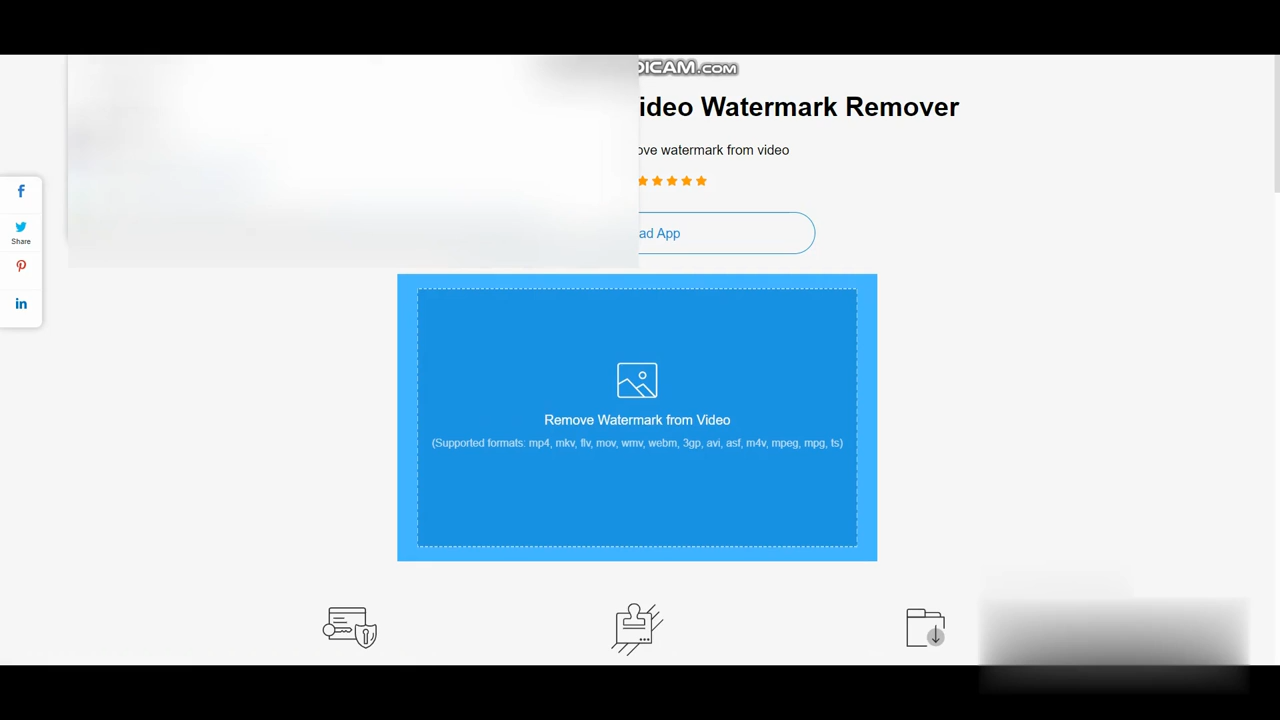 DICAM.COM
ideo Watermark Remover
ove watermark from video
ad App
Share
Remove Watermark from Video
(Supported formats: mp4, mkv, flv, mov, wmv, webm, 3gp, avi, asf, m4v, mpeg, mpg, ts)